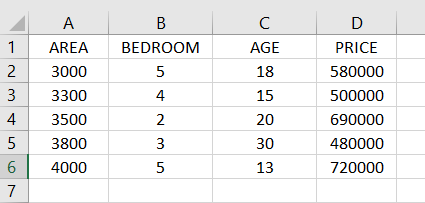 A B C D
1 AREA BEDROOM AGE PRICE
2 3000 5 18 580000
3 3300 4 15 500000
4 3500 2 20 690000
5 3800 3 30 480000
6 4000 5 13 720000
7